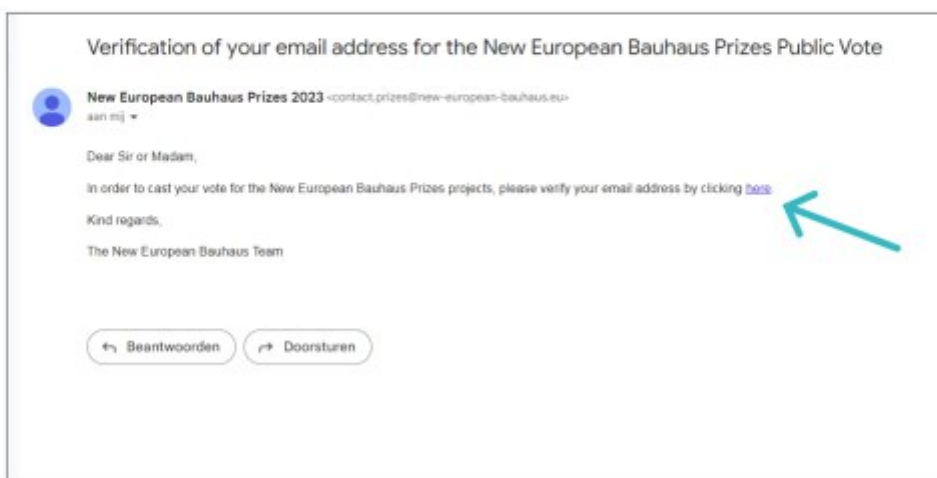 Verification of your email address for the New European Bauhaus Prizes Public Vote
New European Bauhaus Prizes 2023 <contact.prizes@new-european-bauhaus.eu>
aan mij
Dear Sir or Madam,
In order to cast your vote for the New European Bauhaus Prizes projects, please verify your email address by clicking here.
Kind regards,
The New European Bauhaus Team
Beantwoorden Doorsturen